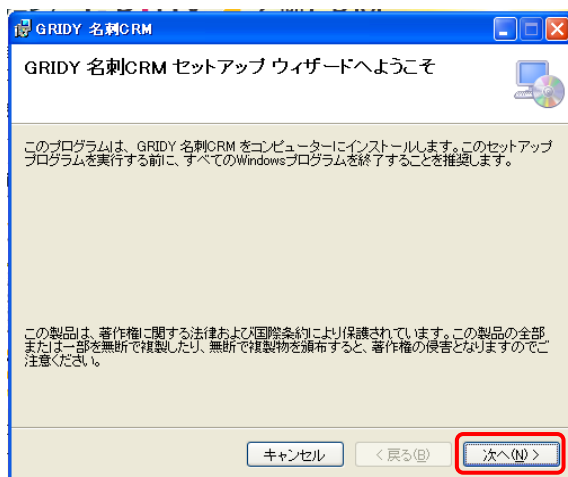 GRIDY 名刺CRM
GRIDY 名刺CRM セットアップ ウィザードへようこそ
このプログラムは、GRIDY 名刺CRM をコンピューターにインストールします。このセットアップ
プログラムを実行する前に、すべてのWindowsプログラムを終了することを推奨します。
この製品は、著作権に関する法律および国際条約により保護されています。この製品の全部
または一部を無断で複製したり、無断で複製物を頒布すると、著作権の侵害となりますのでご
注意ください。
キャンセル
< 戻る(B)
次へ(N) >